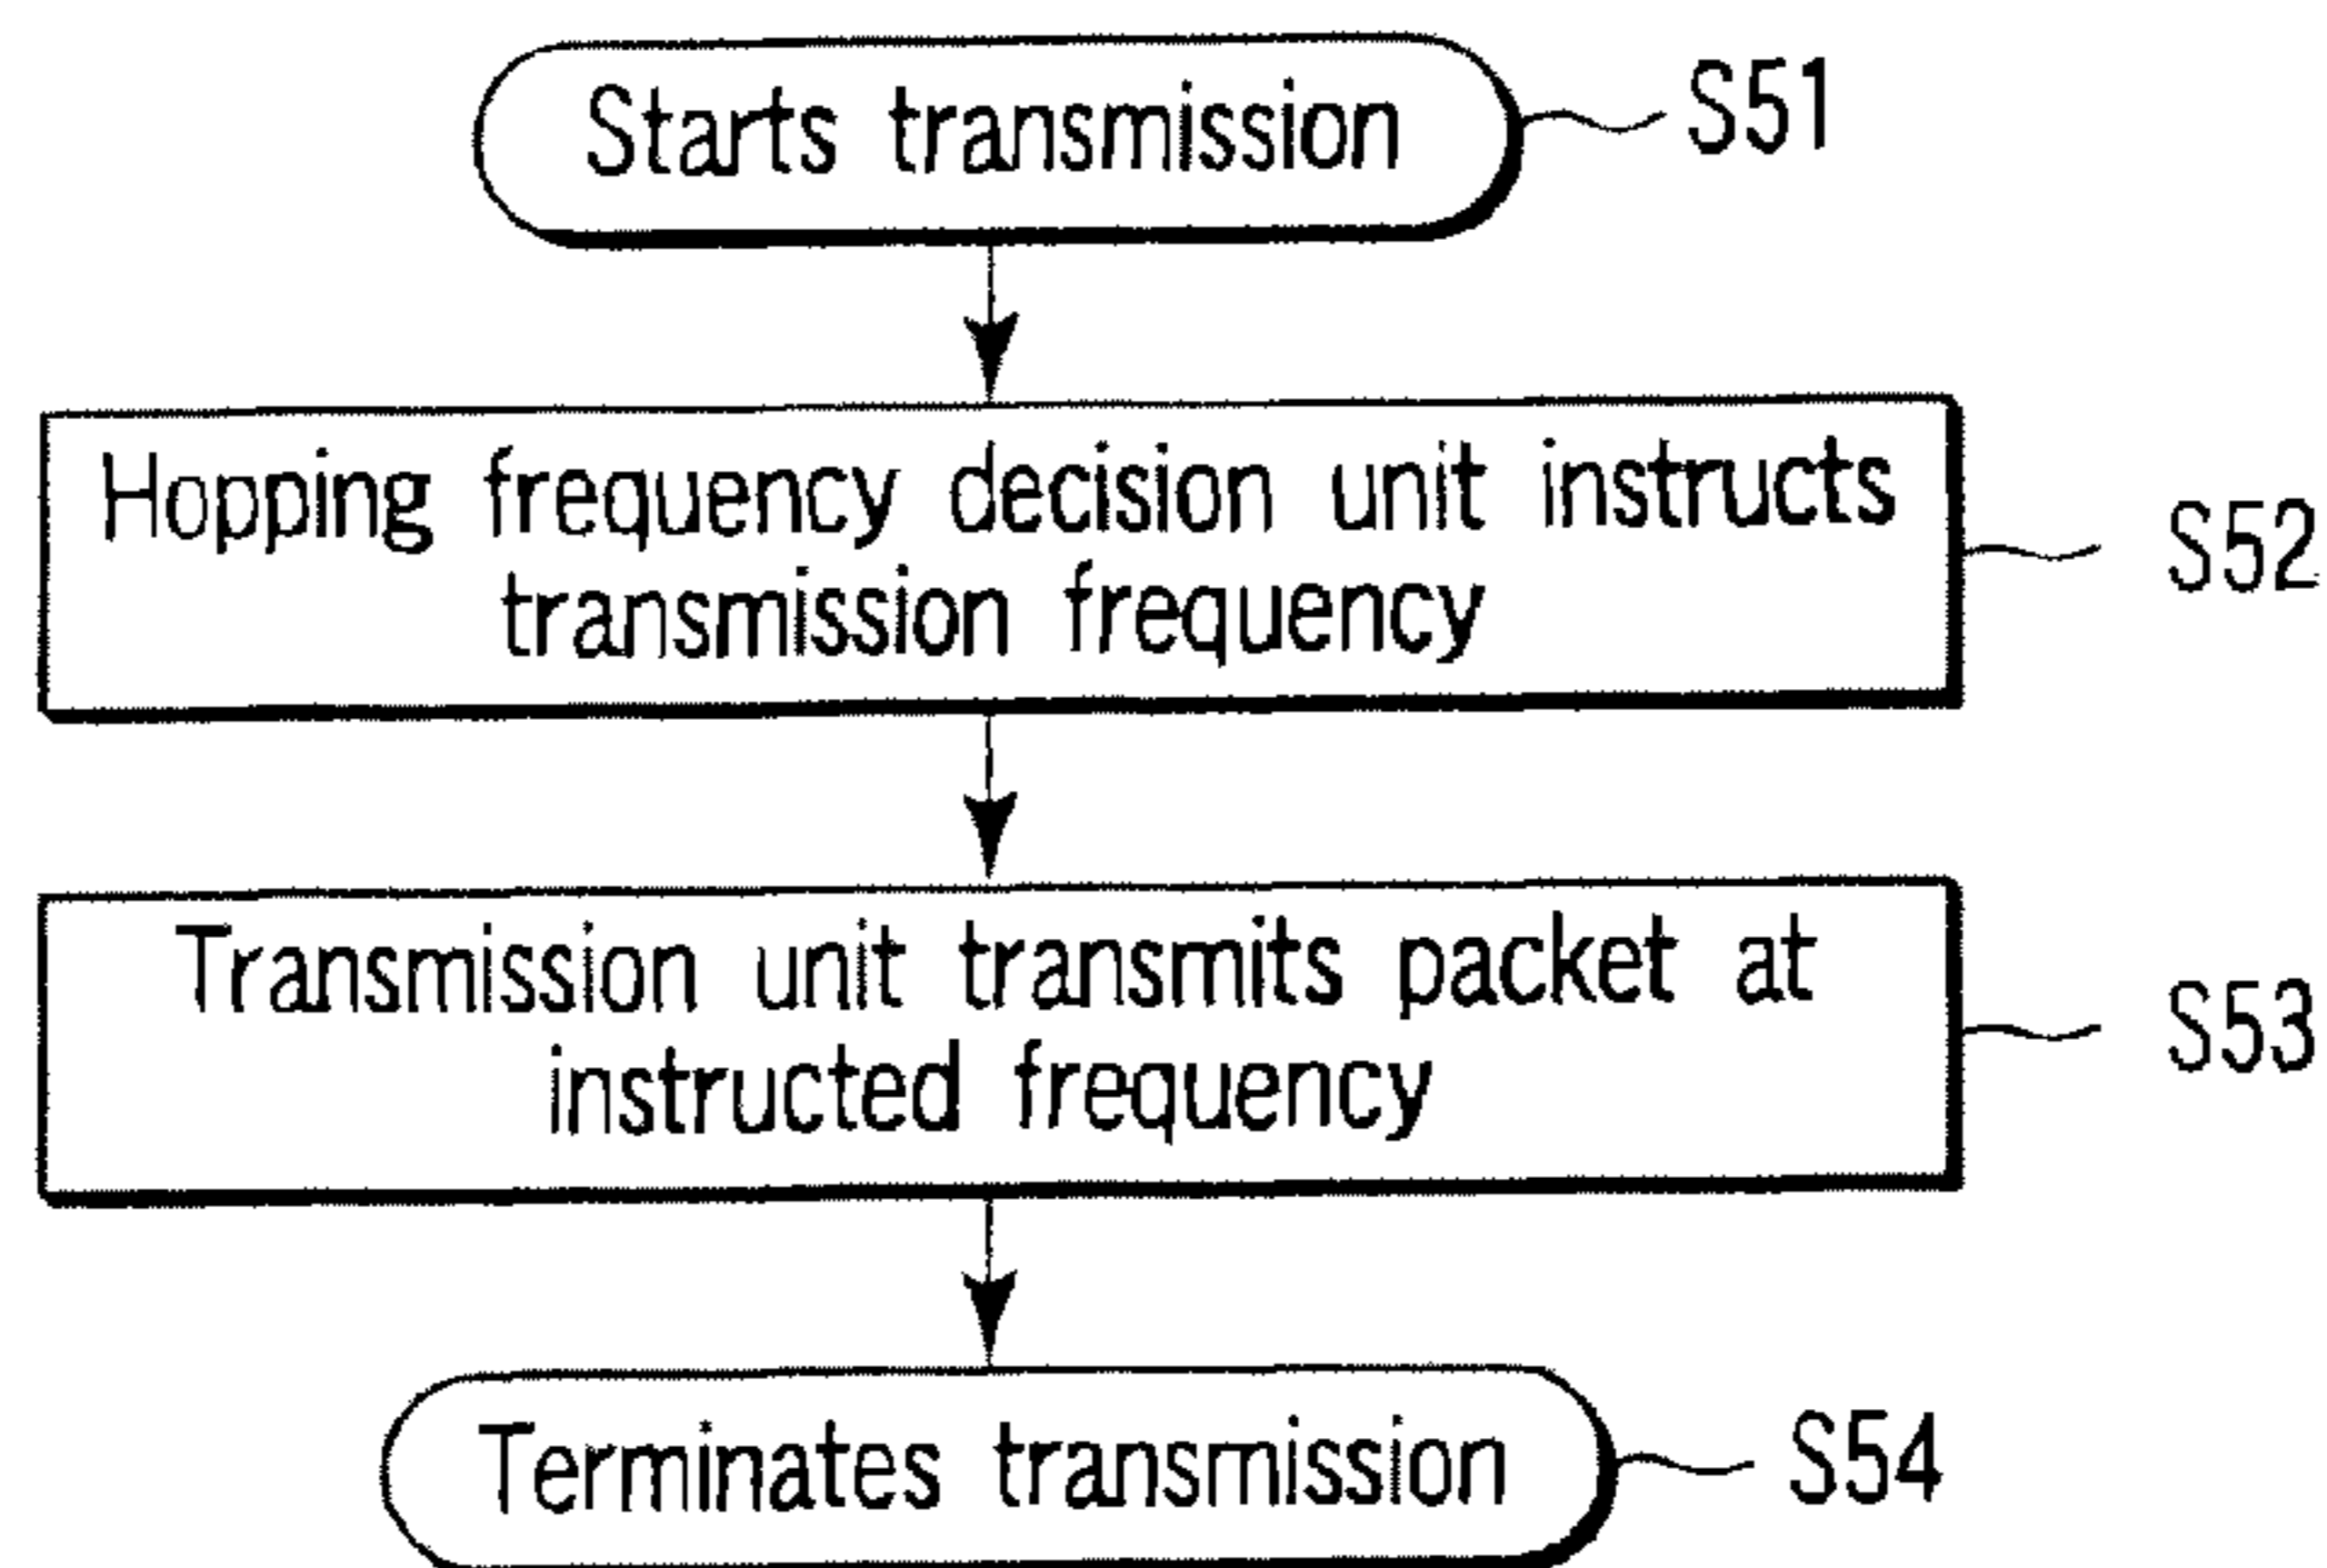 Starts transmission
S51
Hopping frequency decision unit instructs
transmission frequency
S52
Transmission unit transmits packet at
instructed frequency
S53
Terminates transmission
S54